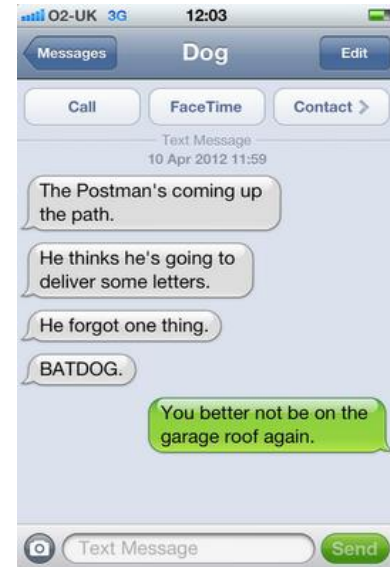 O2-UK 3G 12:03
Messages Dog Edit
Call FaceTime Contact
Text Message
10 Apr 2012 11:59
The Postman's coming up
the path.
He thinks he's going to
deliver some letters.
He forgot one thing.
BATDOG.
You better not be on the
garage roof again.
Text Message Send